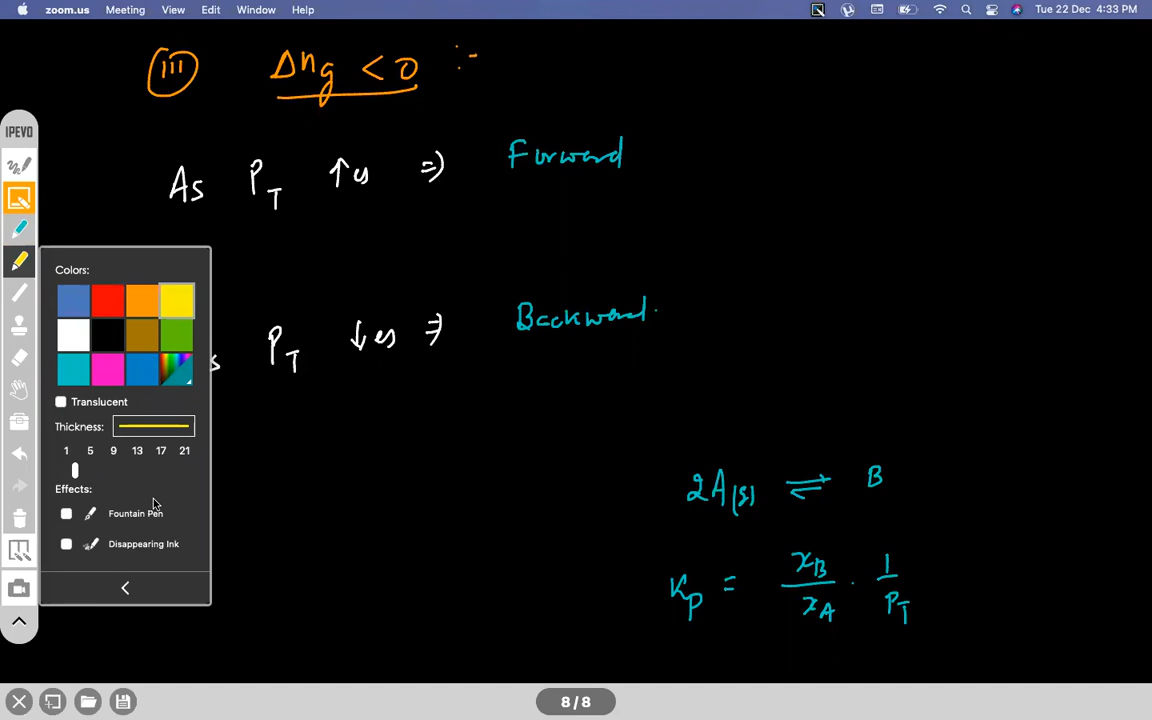 zoom.us Meeting View Edit Window Help Tue 22 Dec 4:33 PM
(iii) Δng < 0 :-
IPEVO
As PT ↑es ⇒ Forward
Colors:
s PT ↓es ⇒ Backward.
Translucent
Thickness:
1 5 9 13 17 21
2A(g) ⇌ B
Effects:
Fountain Pen
Disappearing Ink
Kp = xB/xA · 1/PT
8/8